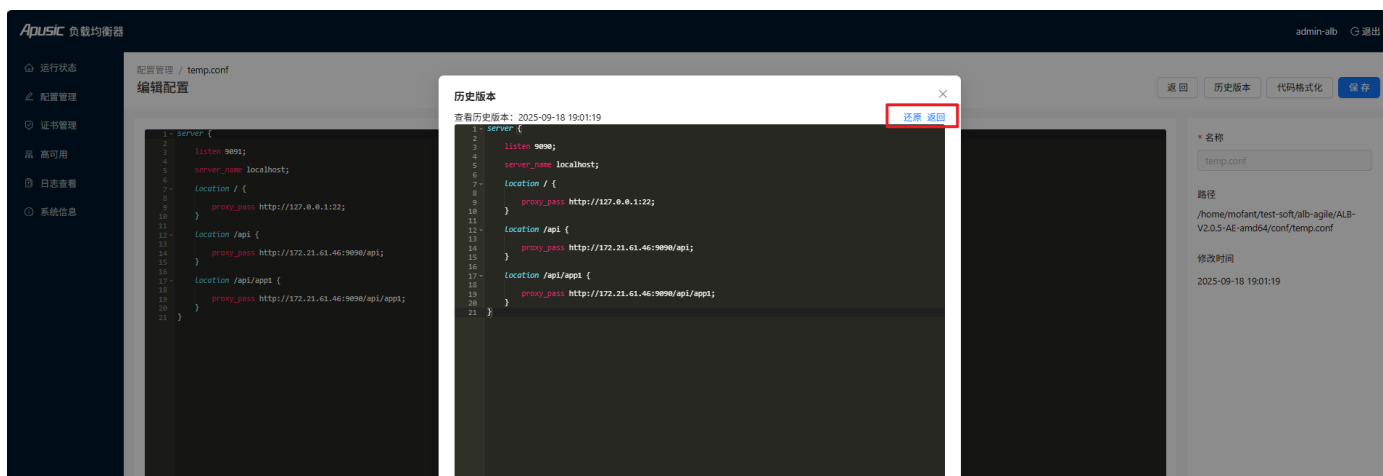 Apusic 负载均衡器
admin-alb 退出
运行状态
配置管理
证书管理
高可用
日志查看
系统信息
配置管理 / temp.conf
编辑配置
返回 历史版本 代码格式化 保存
1 server {
2
3 listen 9091;
4
5 server_name localhost;
6
7 location / {
8
9 proxy_pass http://127.0.0.1:22;
10 }
11
12 location /api {
13
14 proxy_pass http://172.21.61.46:9090/api;
15 }
16
17 location /api/app1 {
18
19 proxy_pass http://172.21.61.46:9090/api/app1;
20 }
21 }
历史版本
查看历史版本：2025-09-18 19:01:19 还原 返回
1 server {
2
3 listen 9090;
4
5 server_name localhost;
6
7 location / {
8
9 proxy_pass http://127.0.0.1:22;
10 }
11
12 location /api {
13
14 proxy_pass http://172.21.61.46:9090/api;
15 }
16
17 location /api/app1 {
18
19 proxy_pass http://172.21.61.46:9090/api/app1;
20 }
21 }
* 名称
temp.conf
路径
/home/mofant/test-soft/alb-agile/ALB-
V2.0.5-AE-amd64/conf/temp.conf
修改时间
2025-09-18 19:01:19